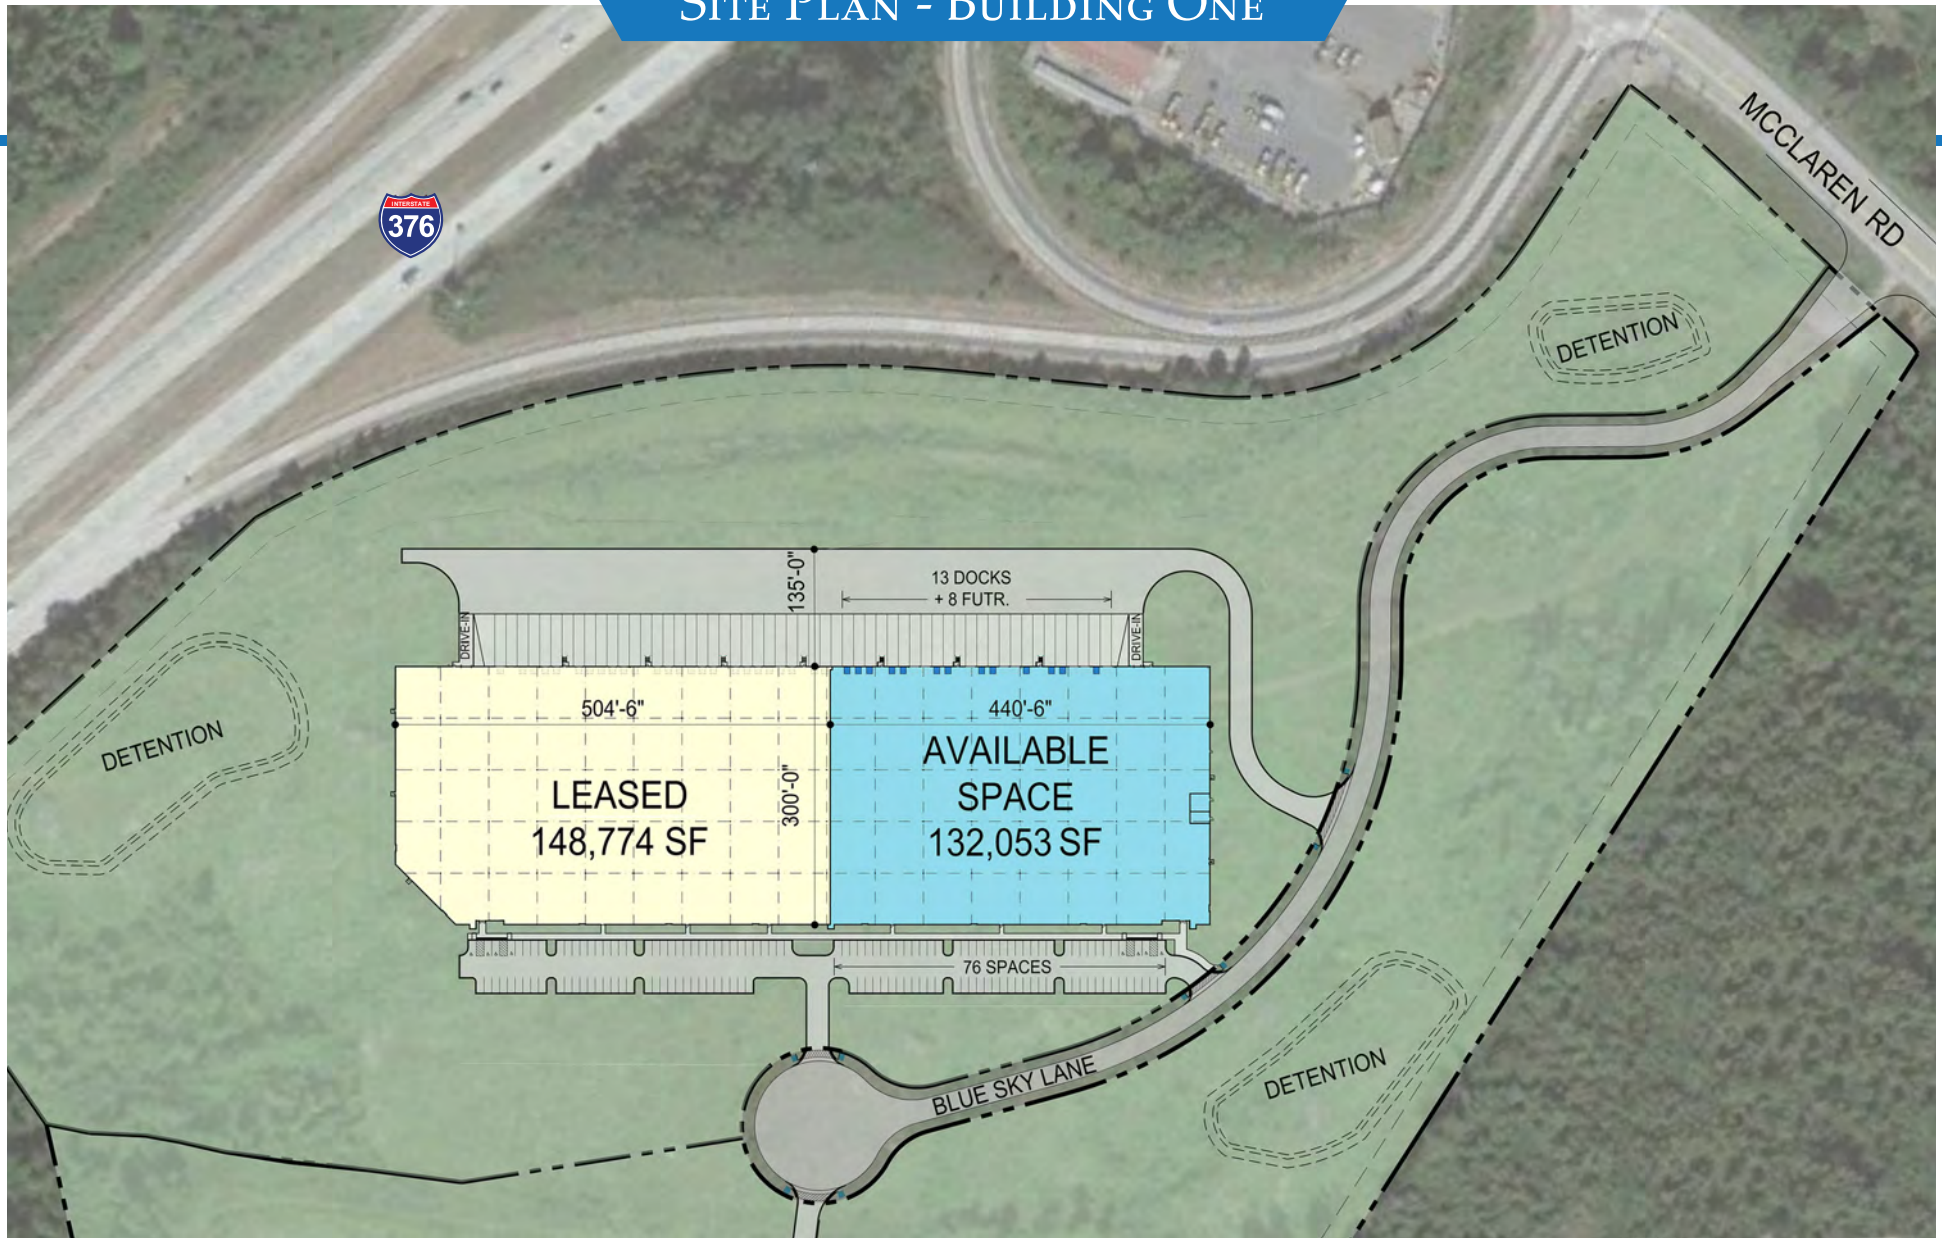 SITE PLAN - BUILDING ONE
MCCLAREN RD
INTERSTATE
376
DETENTION
135'-0"
13 DOCKS
+ 8 FUTR.
DRIVE-IN
DRIVE-IN
504'-6"
440'-6"
DETENTION
AVAILABLE
SPACE
132,053 SF
LEASED
148,774 SF
300'-0"
76 SPACES
BLUE SKY LANE
DETENTION